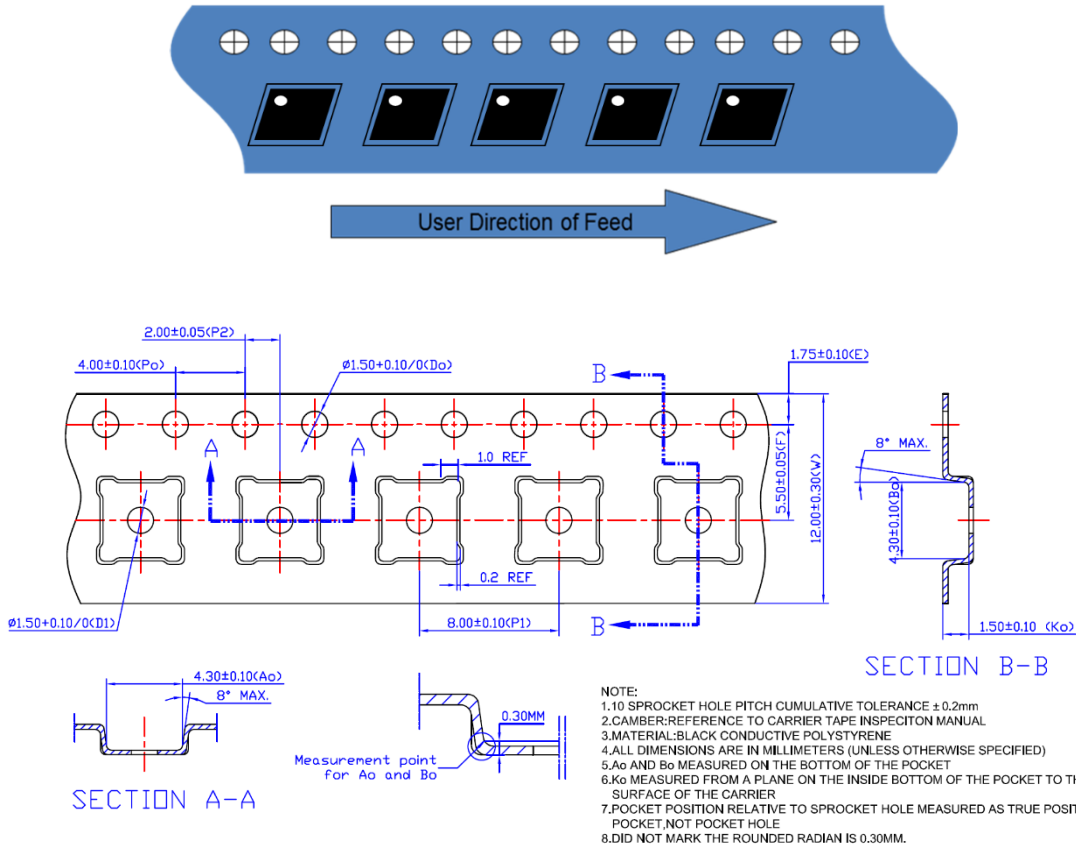 User Direction of Feed
2.00±0.05(P2)
4.00±0.10(Po)
ø1.50+0.10/0(Do)
1.75±0.10(E)
B
A
A
1.0 REF
5.50±0.05(F)
12.00±0.30(W)
8° MAX.
4.30±0.10(Bo)
0.2 REF
ø1.50+0.10/0(D1)
8.00±0.10(P1)
B
1.50±0.10 (Ko)
SECTION B-B
4.30±0.10(Ao)
8° MAX.
0.30MM
Measurement point
for Ao and Bo
SECTION A-A
NOTE:
1.10 SPROCKET HOLE PITCH CUMULATIVE TOLERANCE ±0.2mm
2.CAMBER:REFERENCE TO CARRIER TAPE INSPECITON MANUAL
3.MATERIAL:BLACK CONDUCTIVE POLYSTYRENE
4.ALL DIMENSIONS ARE IN MILLIMETERS (UNLESS OTHERWISE SPECIFIED)
5.Ao AND Bo MEASURED ON THE BOTTOM OF THE POCKET
6.Ko MEASURED FROM A PLANE ON THE INSIDE BOTTOM OF THE POCKET TO
SURFACE OF THE CARRIER
7.POCKET POSITION RELATIVE TO SPROCKET HOLE MEASURED AS TRUE
POCKET,NOT POCKET HOLE
8.DID NOT MARK THE ROUNDED RADIAN IS 0.30MM.